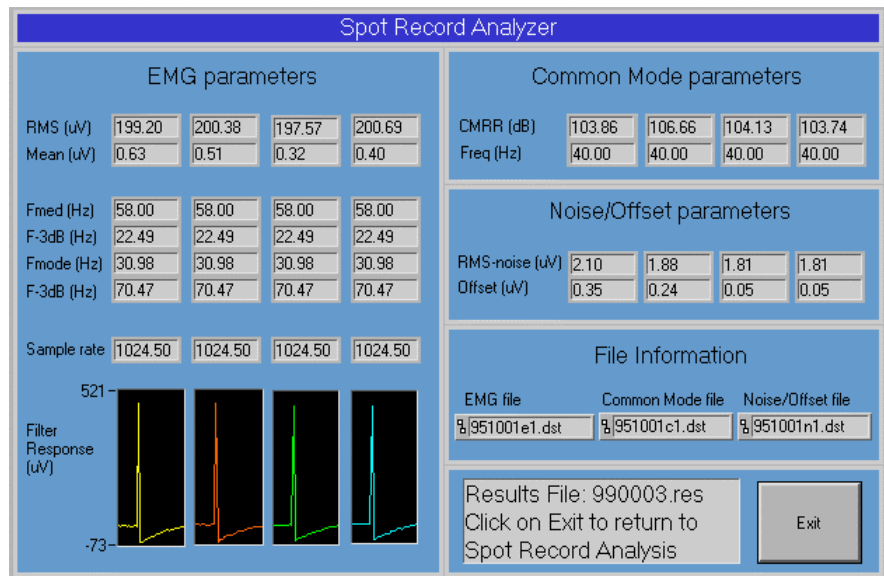 Spot Record Analyzer
EMG parameters
RMS (uV) 199.20 200.38 197.57 200.69
Mean (uV) 0.63 0.51 0.32 0.40
Fmed (Hz) 58.00 58.00 58.00 58.00
F-3dB (Hz) 22.49 22.49 22.49 22.49
Fmode (Hz) 30.98 30.98 30.98 30.98
F-3dB (Hz) 70.47 70.47 70.47 70.47
Sample rate 1024.50 1024.50 1024.50 1024.50
521
Filter
Response
(uV)
-73
Common Mode parameters
CMRR (dB) 103.86 106.66 104.13 103.74
Freq (Hz) 40.00 40.00 40.00 40.00
Noise/Offset parameters
RMS-noise (uV) 2.10 1.88 1.81 1.81
Offset (uV) 0.35 0.24 0.05 0.05
File Information
EMG file Common Mode file Noise/Offset file
951001e1.dst 951001c1.dst 951001n1.dst
Results File: 990003.res
Click on Exit to return to
Spot Record Analysis
Exit